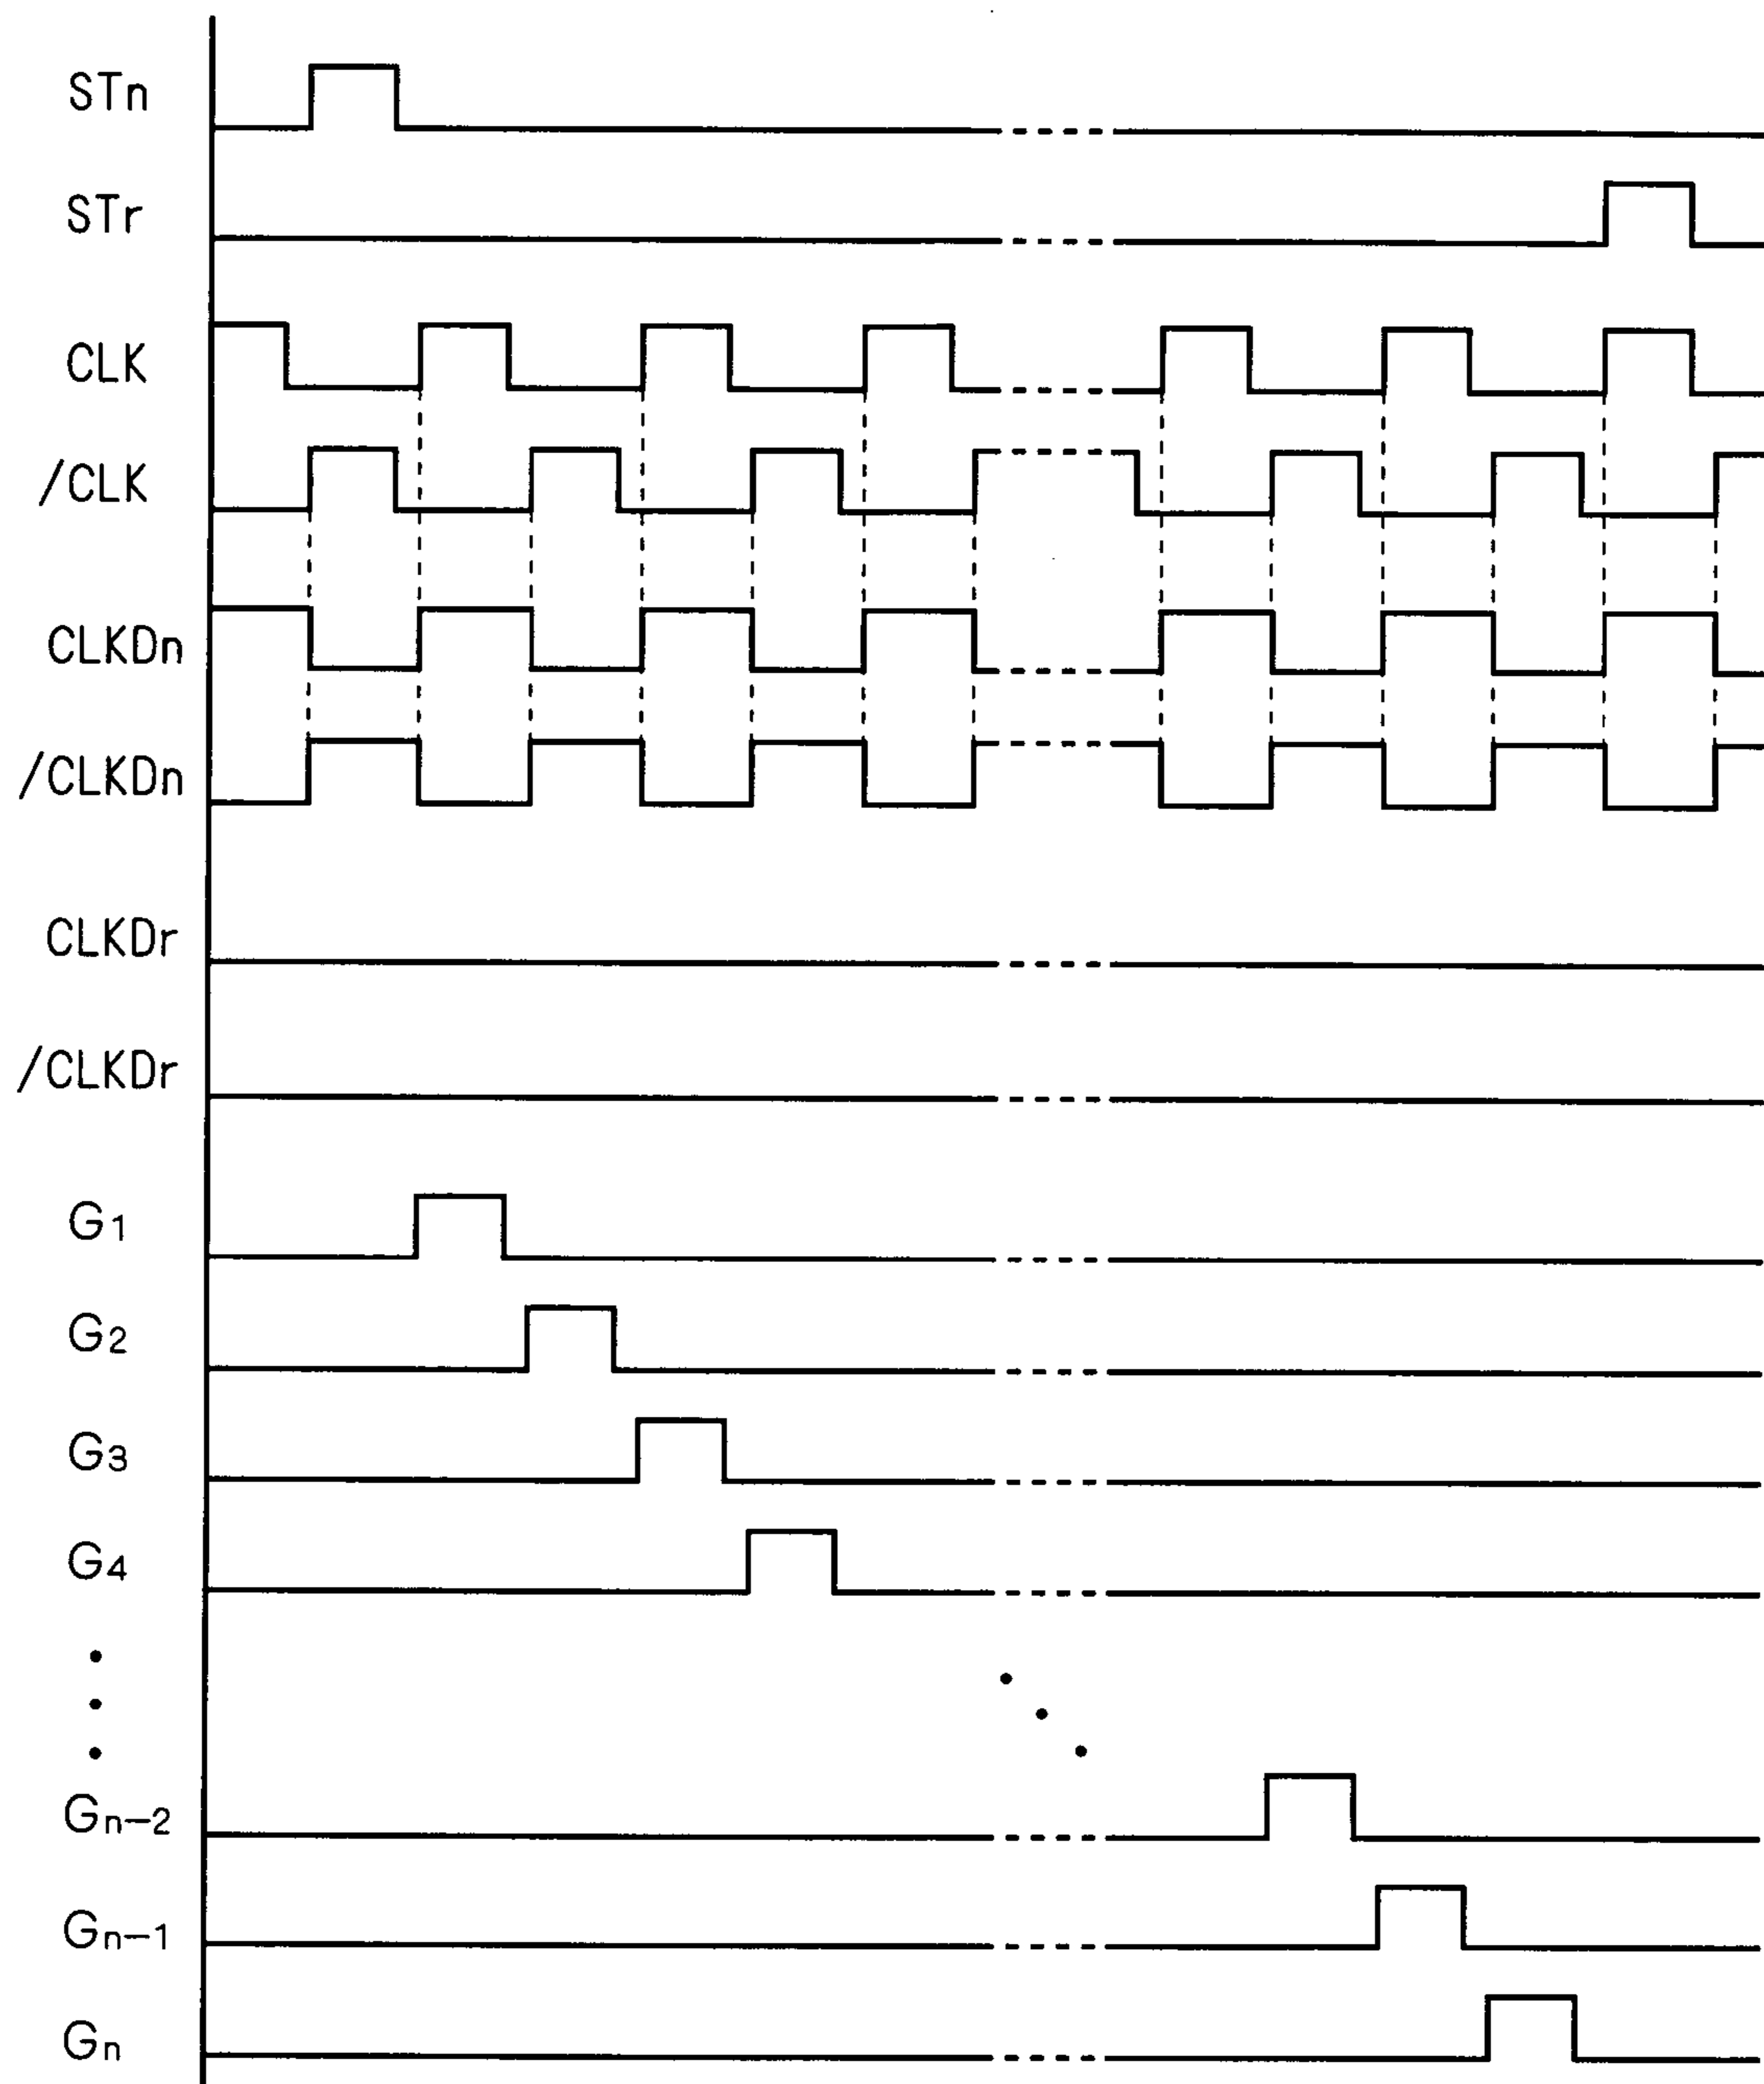 STn
STr
CLK
/CLK
CLKDn
/CLKDn
CLKDr
/CLKDr
G1
G2
G3
G4
Gn-2
Gn-1
Gn